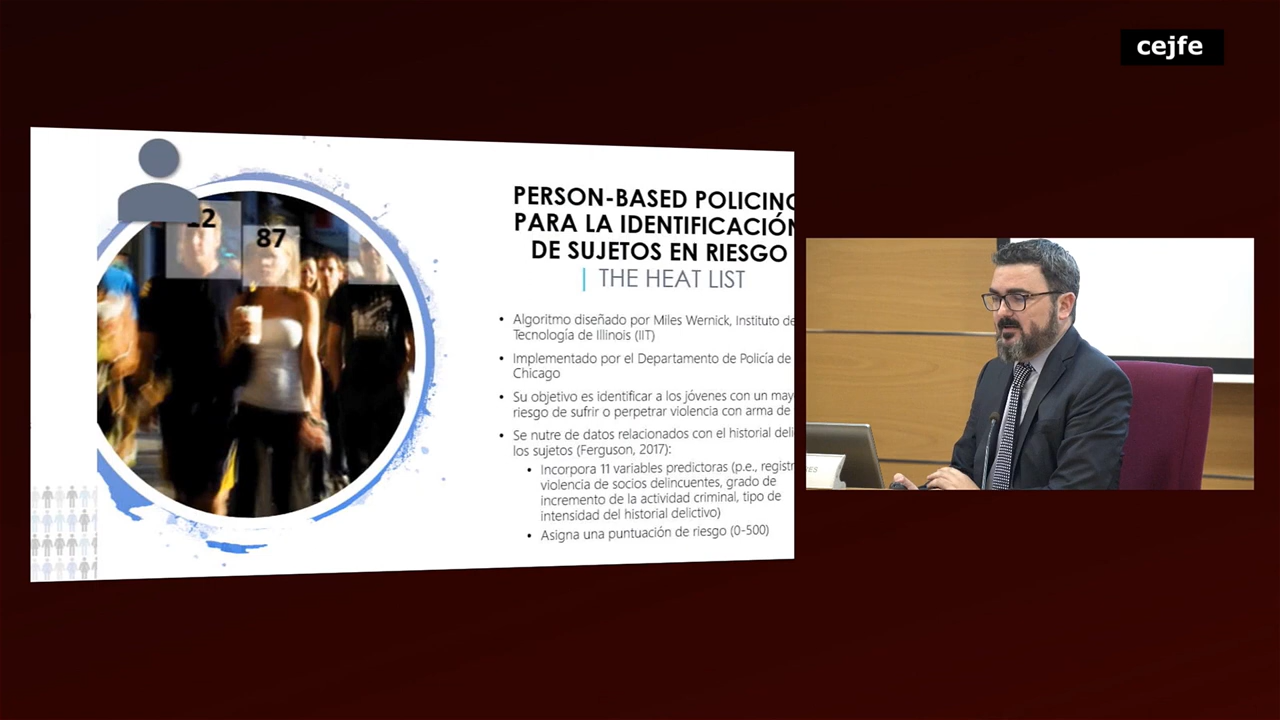 cejfe
PERSON-BASED POLICING
PARA LA IDENTIFICACIÓN
DE SUJETOS EN RIESGO
| THE HEAT LIST
87
• Algoritmo diseñado por Miles Wernick, Instituto de
Tecnología de Illinois (IIT)
• Implementado por el Departamento de Policía de
Chicago
• Su objetivo es identificar a los jóvenes con un may
riesgo de sufrir o perpetrar violencia con arma de
• Se nutre de datos relacionados con el historial deli
los sujetos (Ferguson, 2017):
• Incorpora 11 variables predictoras (p.e., registr
violencia de socios delincuentes, grado de
incremento de la actividad criminal, tipo de
intensidad del historial delictivo)
• Asigna una puntuación de riesgo (0-500)